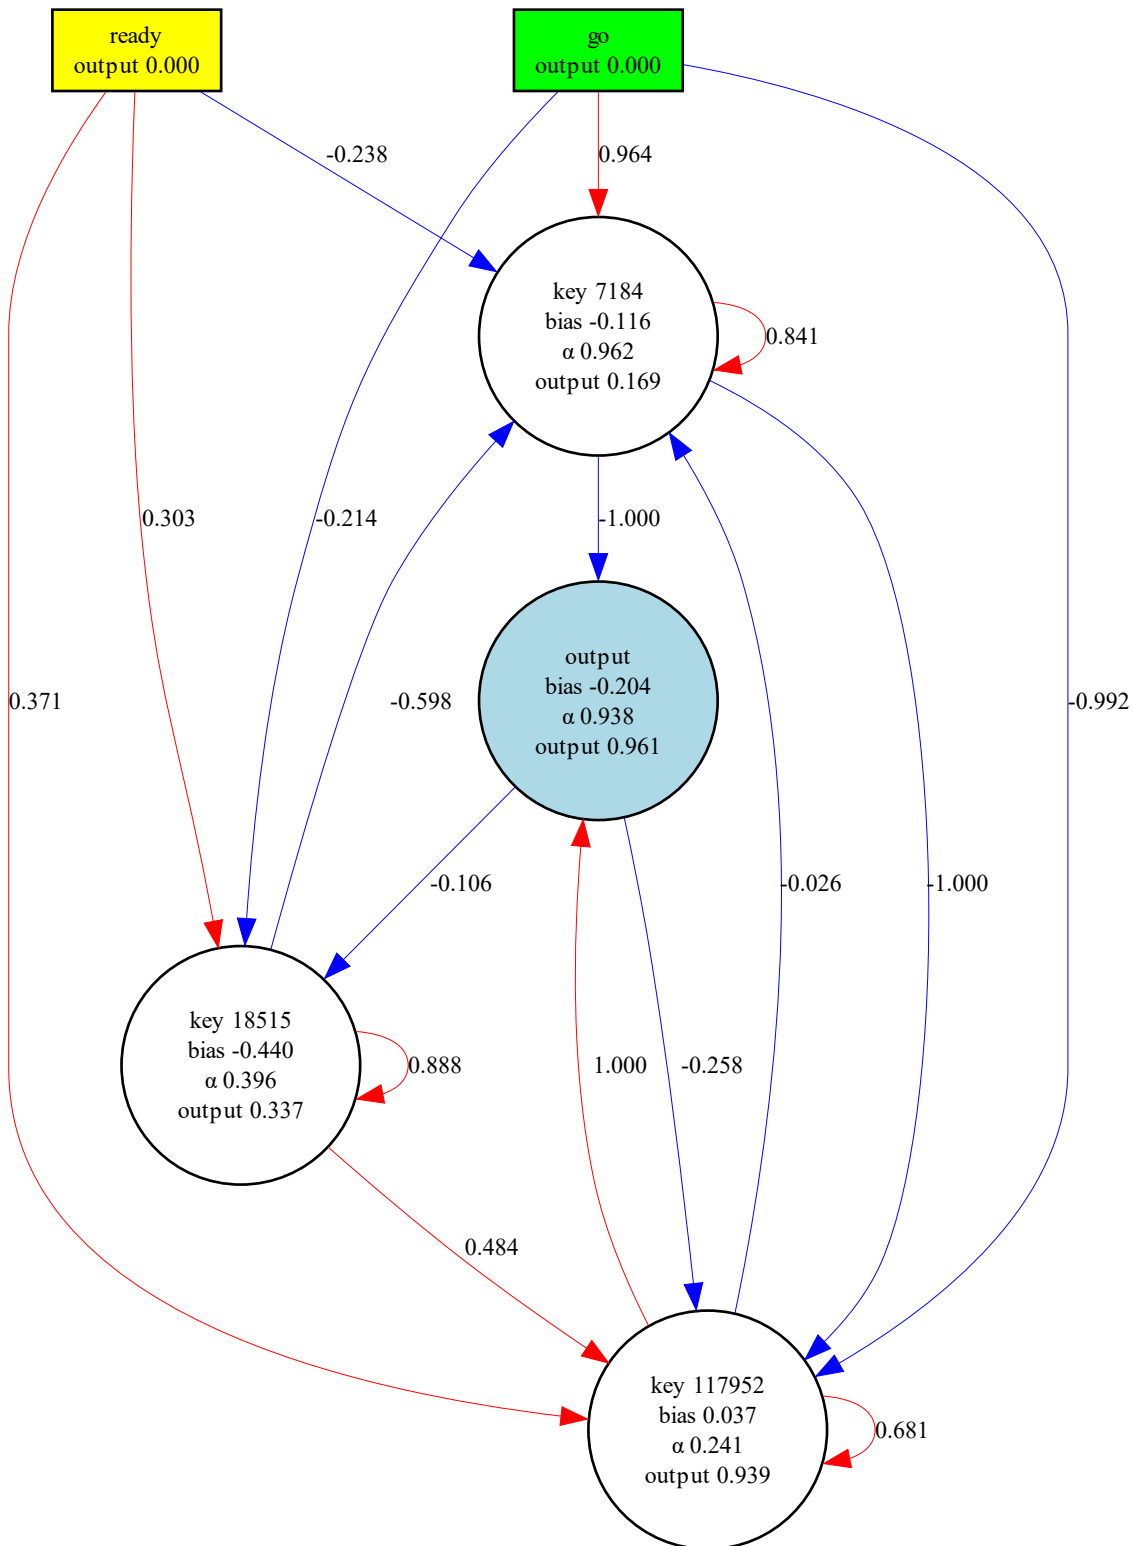 ready
output 0.000
go
output 0.000
-0.238
0.964
key 7184
bias -0.116
α 0.962
output 0.169
0.841
0.303
-0.214
-1.000
0.371
-0.598
output
bias -0.204
α 0.938
output 0.961
-0.992
-0.106
-0.026
-1.000
key 18515
bias -0.440
α 0.396
output 0.337
0.888
1.000
-0.258
0.484
key 117952
bias 0.037
α 0.241
output 0.939
0.681